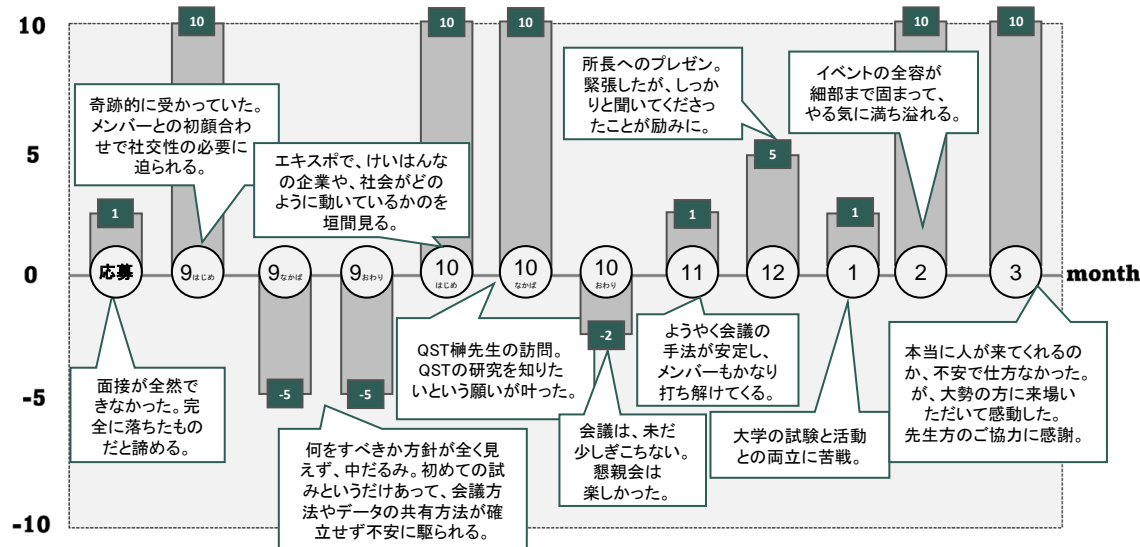 10
5
0
-5
-10
month
1
10
-5
-5
10
10
-2
1
5
1
10
10
応募
9はじめ
9なかば
9おわり
10
はじめ
10
なかば
10
おわり
11
12
1
2
3
面接が全然で
きなかった。完
全に落ちたもの
だと諦める。
奇跡的に受かっていた。
メンバーとの初顔合わ
せで社交性の必要に
迫られる。
何をすべきか方針が全く見
えず、中だるみ。初めての試
みというだけあって、会議方
法やデータの共有方法が確
立せず不安に駆られる。
エキスポで、けいはんな
の企業や、社会がどの
ように動いているかのを
垣間見る。
QST榊先生の訪問。
QSTの研究を知りた
いという願いが叶った。
会議は、未だ
少しぎこちない。
懇親会は
楽しかった。
ようやく会議の
手法が安定し、
メンバーもかなり
打ち解けてくる。
所長へのプレゼン。
緊張したが、しっか
りと聞いてくださっ
たことが励みに。
大学の試験と活動
との両立に苦戦。
イベントの全容が
細部まで固まって、
やる気に満ち溢れる。
本当に人が来てくれるの
か、不安で仕方なかった。
が、大勢の方に来場い
ただいて感動した。
先生方のご協力に感謝。